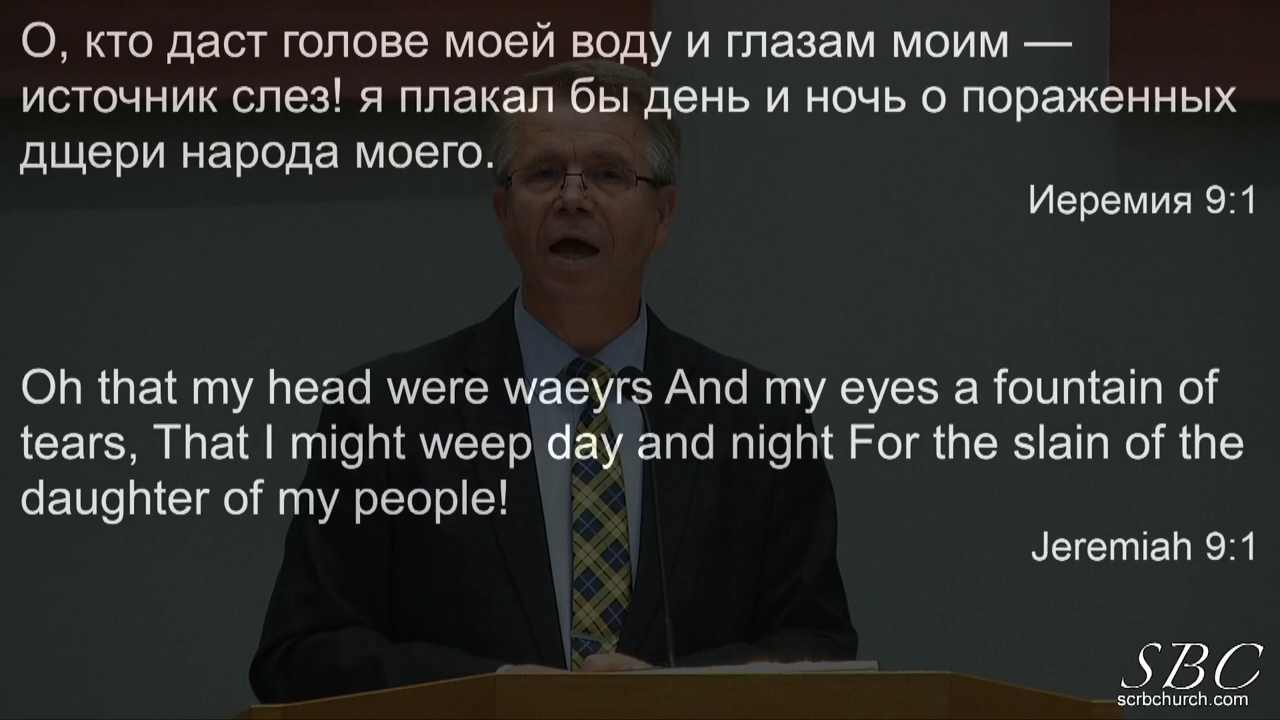 О, кто даст голове моей воду и глазам моим —
источник слез! я плакал бы день и ночь о пораженных
дщери народа моего.
Иеремия 9:1
Oh that my head were waeyrs And my eyes a fountain of
tears, That I might weep day and night For the slain of the
daughter of my people!
Jeremiah 9:1
SBC
scrbchurch.com